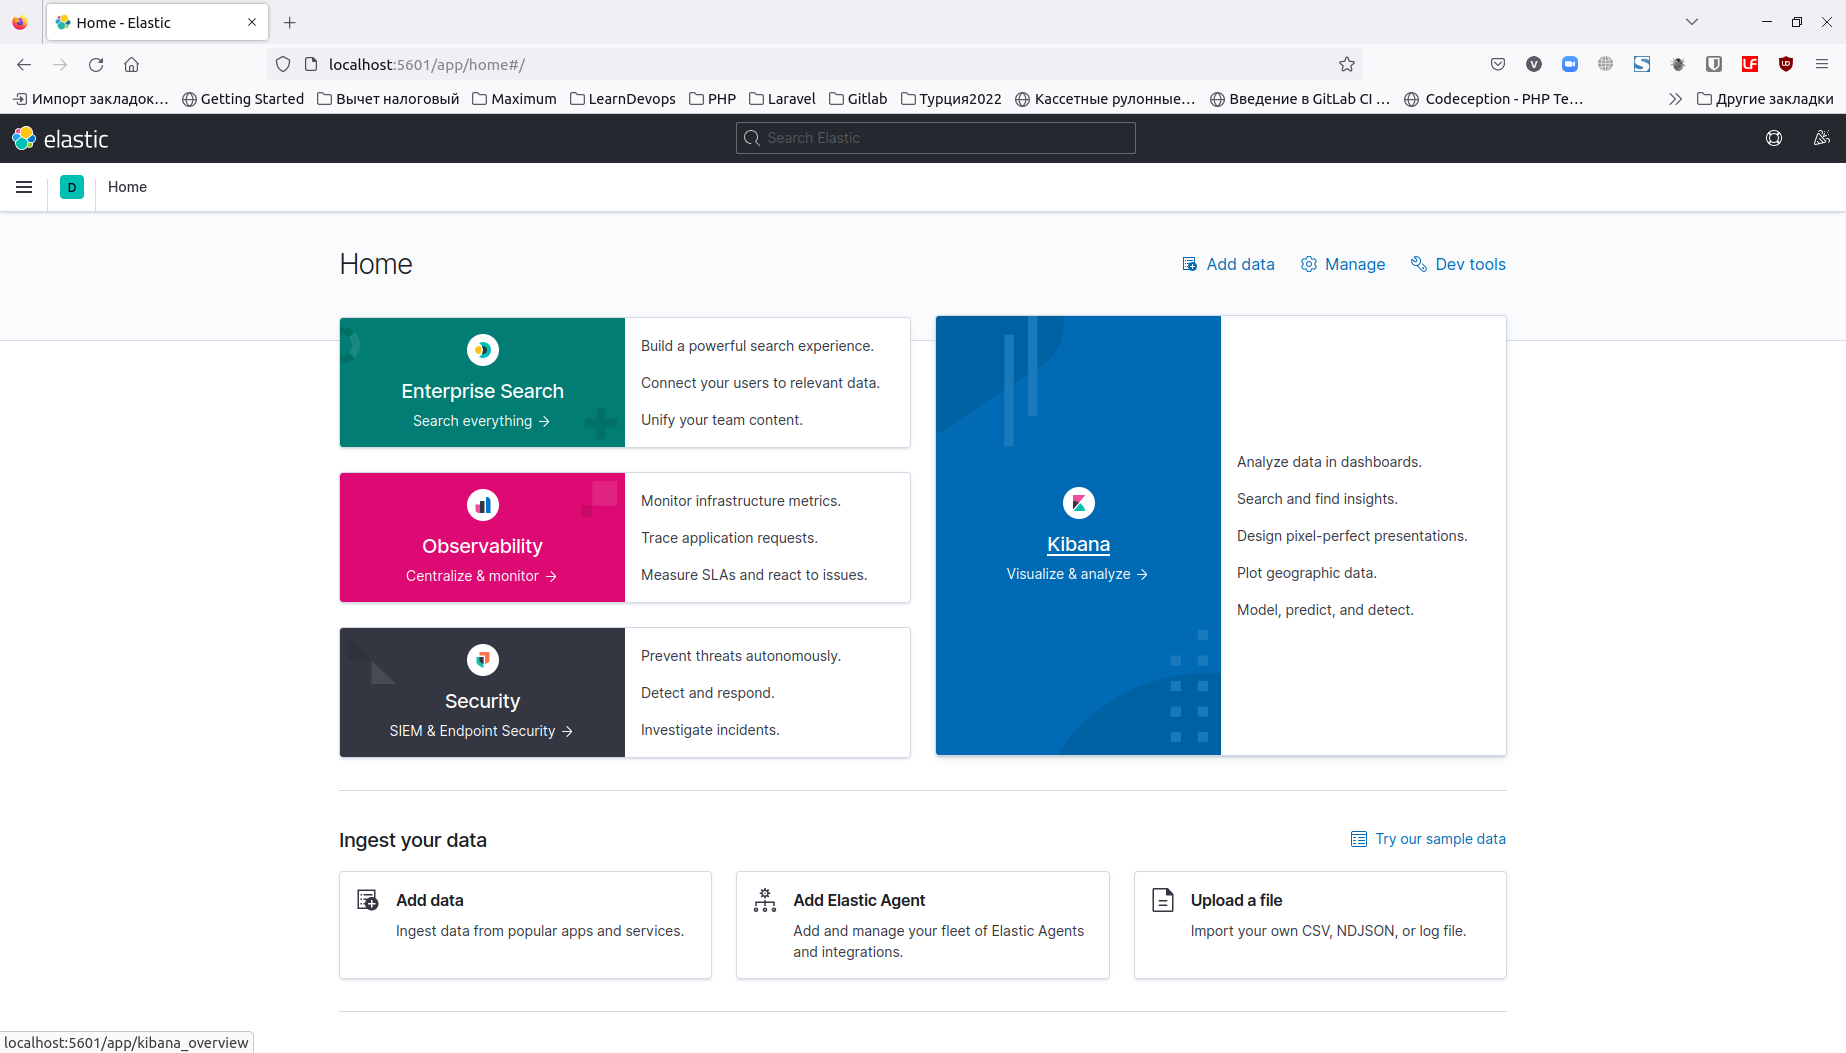 Home - Elastic
localhost:5601/app/home#/
V
S
LF
UD
Импорт закладок… Getting Started Вычет налоговый Maximum LearnDevops PHP Laravel Gitlab Турция2022 Кассетные рулонные… Введение в GitLab CI … Codeception - PHP Te… Другие закладки
elastic
Search Elastic
D
Home
Home
Add data
Manage
Dev tools
Enterprise Search
Search everything →
Build a powerful search experience.
Connect your users to relevant data.
Unify your team content.
Observability
Centralize & monitor →
Monitor infrastructure metrics.
Trace application requests.
Measure SLAs and react to issues.
Security
SIEM & Endpoint Security →
Prevent threats autonomously.
Detect and respond.
Investigate incidents.
Kibana
Visualize & analyze →
Analyze data in dashboards.
Search and find insights.
Design pixel-perfect presentations.
Plot geographic data.
Model, predict, and detect.
Ingest your data
Try our sample data
Add data
Ingest data from popular apps and services.
Add Elastic Agent
Add and manage your fleet of Elastic Agents
and integrations.
Upload a file
Import your own CSV, NDJSON, or log file.
localhost:5601/app/kibana_overview